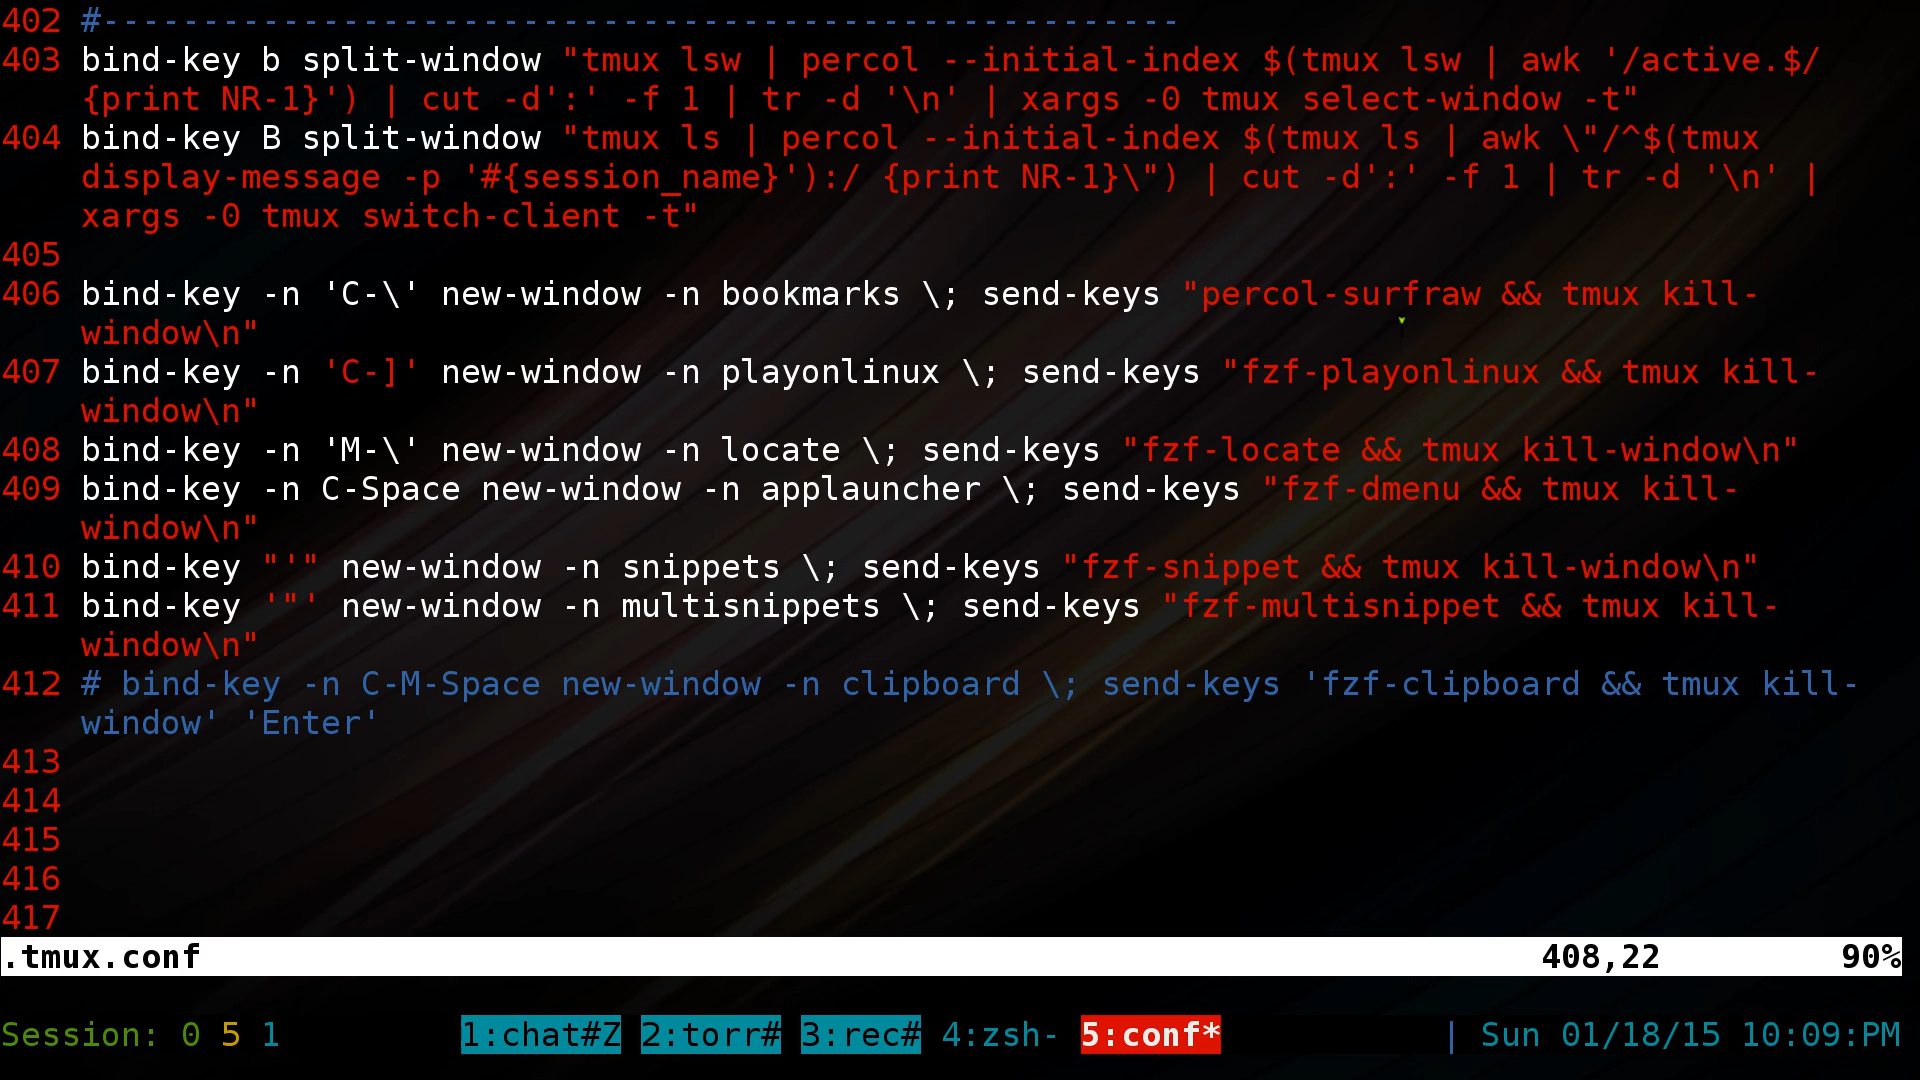 402 #------------------------------------------------------
403 bind-key b split-window "tmux lsw | percol --initial-index $(tmux lsw | awk '/active.$/
{print NR-1}') | cut -d':' -f 1 | tr -d '\n' | xargs -0 tmux select-window -t"
404 bind-key B split-window "tmux ls | percol --initial-index $(tmux ls | awk \"/^$(tmux
display-message -p '#{session_name}'):/ {print NR-1}\") | cut -d':' -f 1 | tr -d '\n' |
xargs -0 tmux switch-client -t"
405
406 bind-key -n 'C-\' new-window -n bookmarks \; send-keys "percol-surfraw && tmux kill-
window\n"
407 bind-key -n 'C-]' new-window -n playonlinux \; send-keys "fzf-playonlinux && tmux kill-
window\n"
408 bind-key -n 'M-\' new-window -n locate \; send-keys "fzf-locate && tmux kill-window\n"
409 bind-key -n C-Space new-window -n applauncher \; send-keys "fzf-dmenu && tmux kill-
window\n"
410 bind-key "'" new-window -n snippets \; send-keys "fzf-snippet && tmux kill-window\n"
411 bind-key '"' new-window -n multisnippets \; send-keys "fzf-multisnippet && tmux kill-
window\n"
412 # bind-key -n C-M-Space new-window -n clipboard \; send-keys 'fzf-clipboard && tmux kill-
window' 'Enter'
413
414
415
416
417
.tmux.conf 408,22 90%
Session: 0 5 1 1:chat#Z 2:torr# 3:rec# 4:zsh- 5:conf* | Sun 01/18/15 10:09:PM